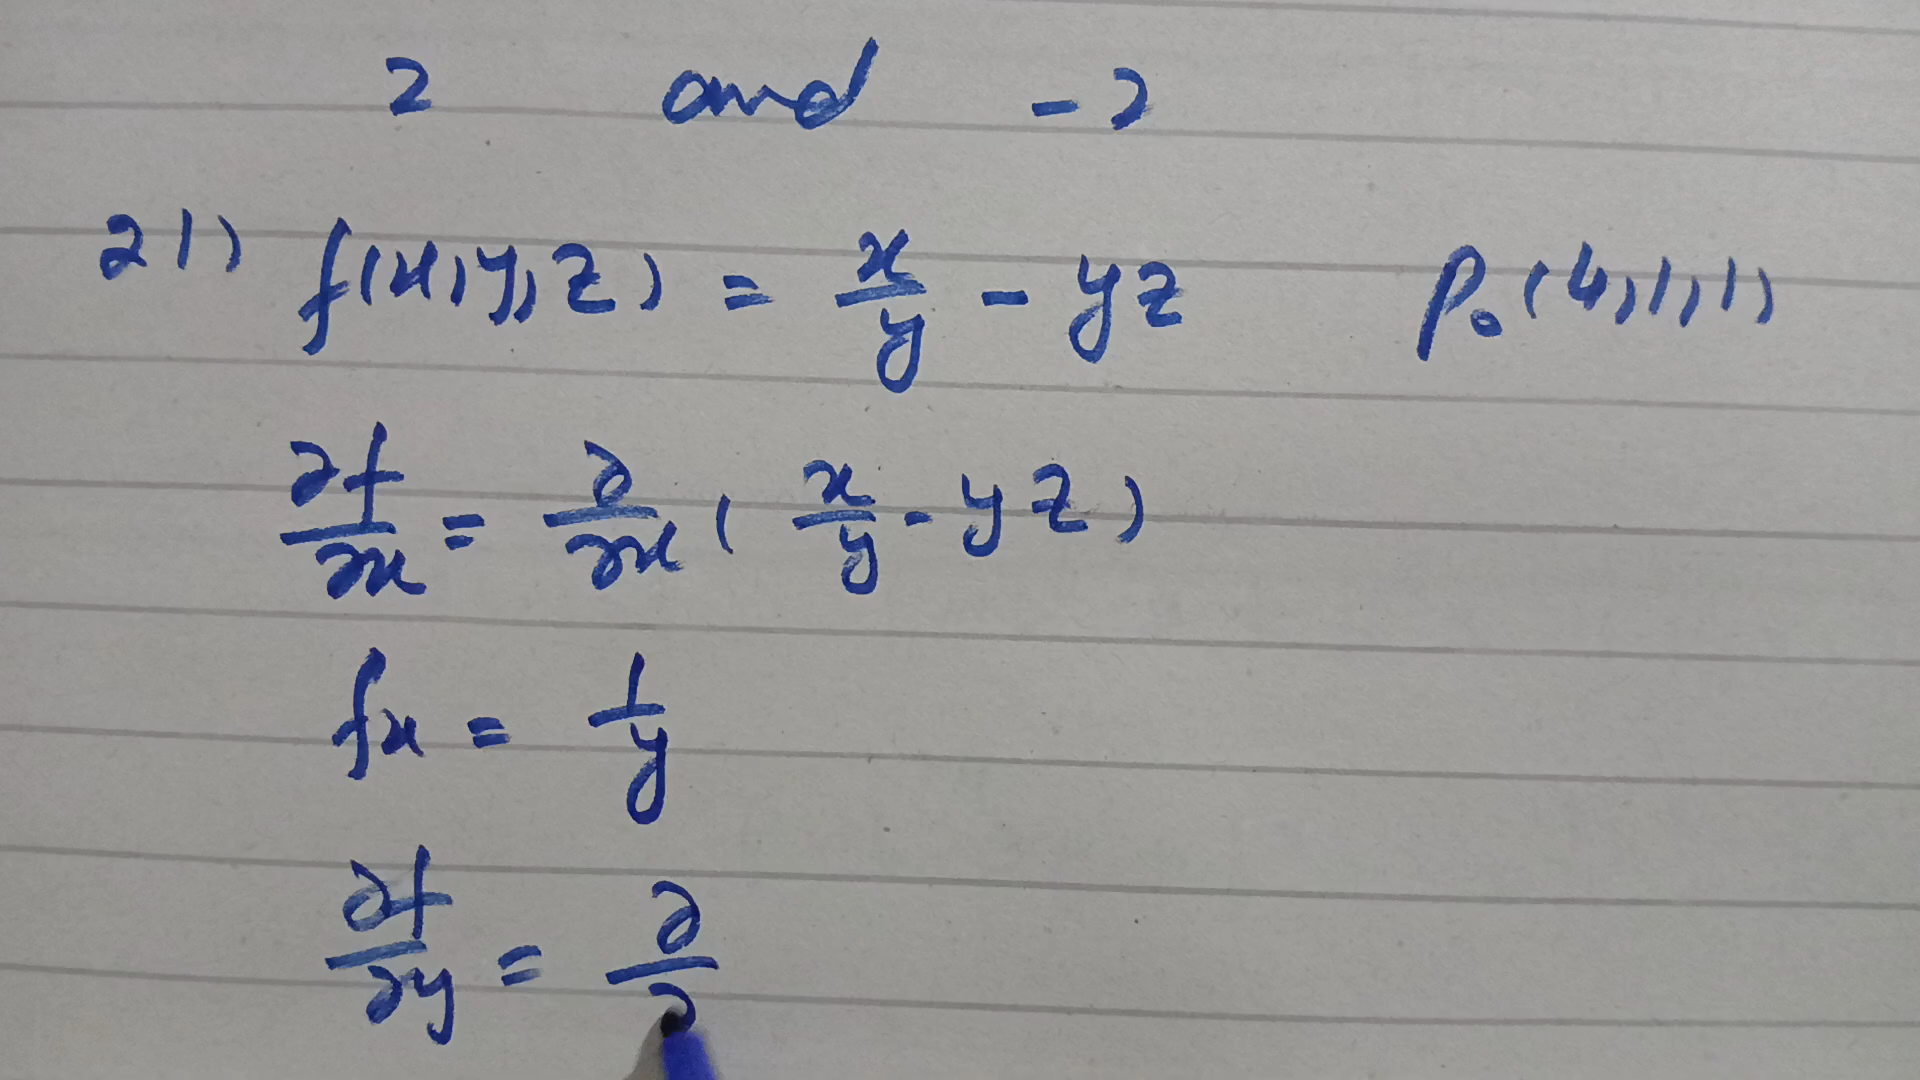 2 and -2
21) f(x,y,z) = x/y - yz P₀(4,1,1)
∂f/∂x = ∂/∂x ( x/y - yz )
fx = 1/y
∂f/∂y = ∂/∂